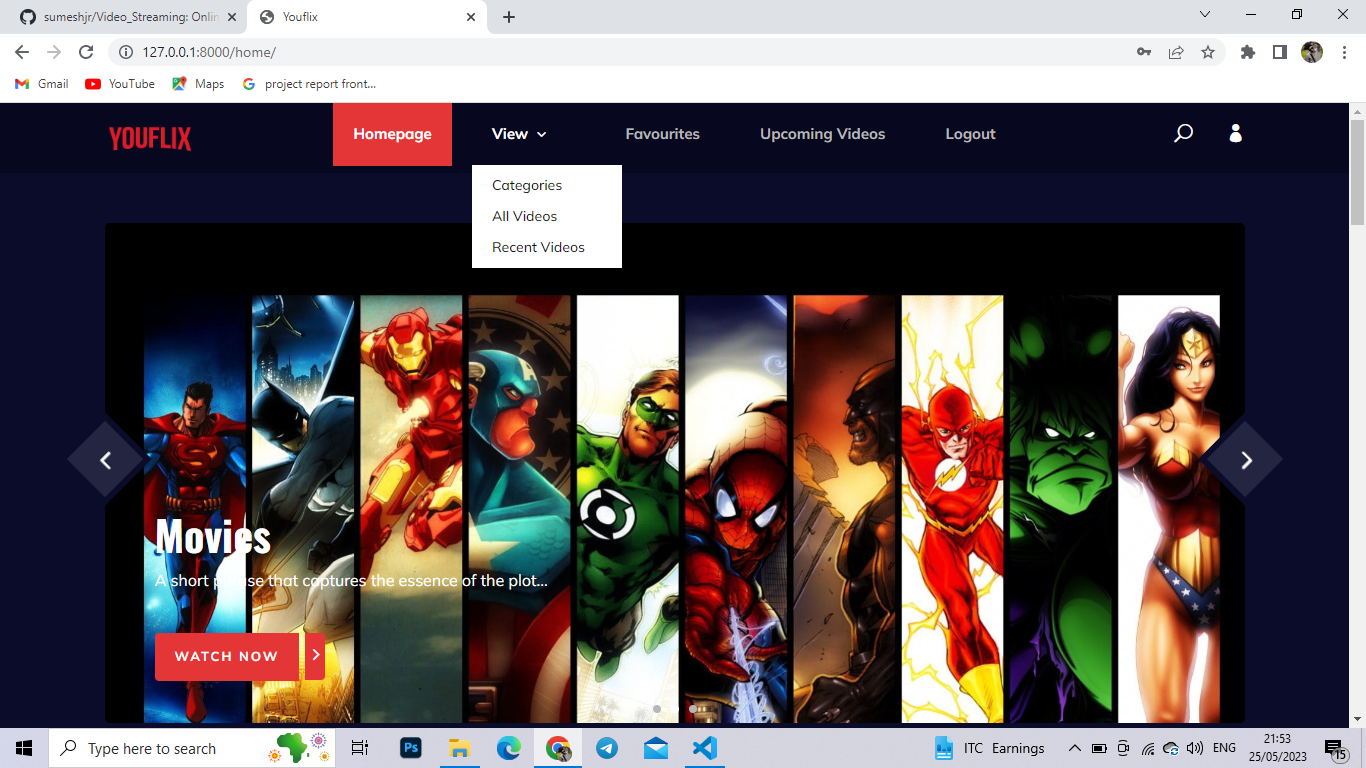 sumeshjr/Video_Streaming: Onlin
Youflix
127.0.0.1:8000/home/
Gmail
YouTube
Maps
project report front...
YOUFLIX
Homepage
View
Favourites
Upcoming Videos
Logout
Categories
All Videos
Recent Videos
Movies
A short phrase that captures the essence of the plot...
WATCH NOW
Type here to search
Ps
ITC Earnings
ENG
21:53
25/05/2023
15